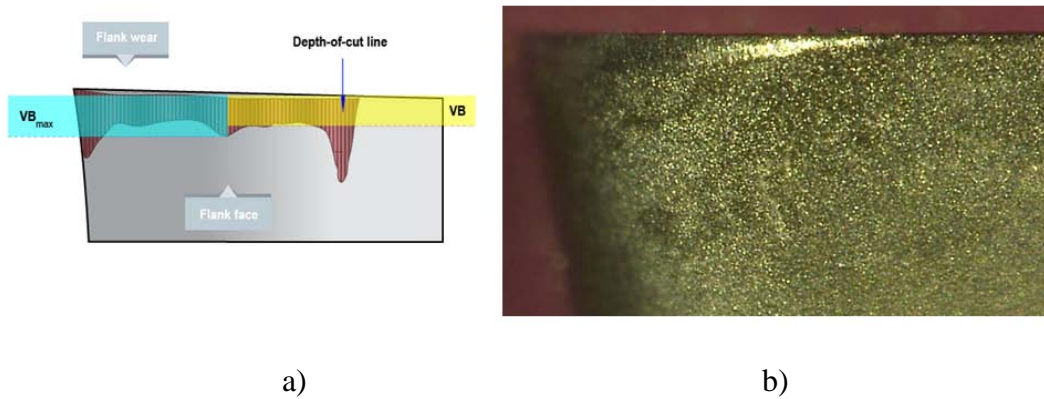 Flank wear
Depth-of-cut line
VBmax
VB
Flank face
a)
b)